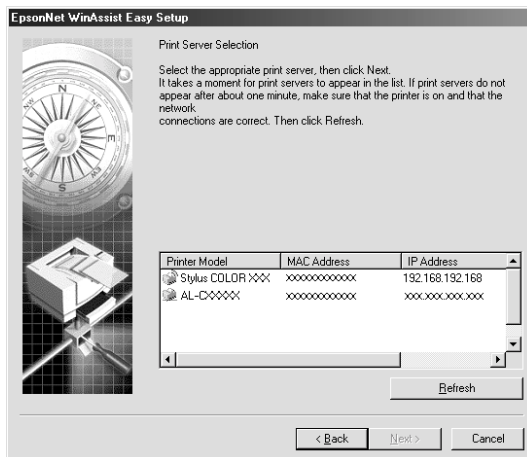 EpsonNet WinAssist Easy Setup
Print Server Selection
Select the appropriate print server, then click Next.
It takes a moment for print servers to appear in the list. If print servers do not
appear after about one minute, make sure that the printer is on and that the
network
connections are correct. Then click Refresh.
N
E
S
W
Printer Model MAC Address IP Address
Stylus COLOR XXX XXXXXXXXXXXX 192.168.192.168
AL-CXXXXX XXXXXXXXXXXX XXX.XXX.XXX.XXX
Refresh
< Back Next > Cancel